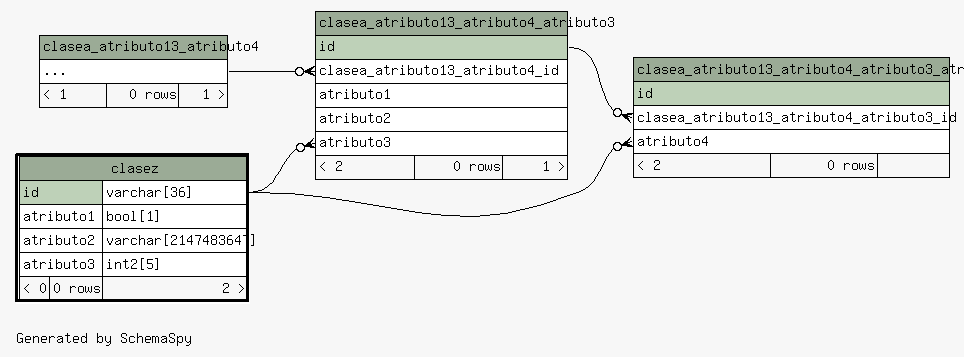 clasea_atributo13_atributo4
...
< 1 0 rows 1 >
clasea_atributo13_atributo4_atributo3
id
clasea_atributo13_atributo4_id
atributo1
atributo2
atributo3
< 2 0 rows 1 >
clasea_atributo13_atributo4_atributo3_atr
id
clasea_atributo13_atributo4_atributo3_id
atributo4
< 2 0 rows
clasez
id varchar[36]
atributo1 bool[1]
atributo2 varchar[2147483647]
atributo3 int2[5]
< 0 0 rows 2 >
Generated by SchemaSpy